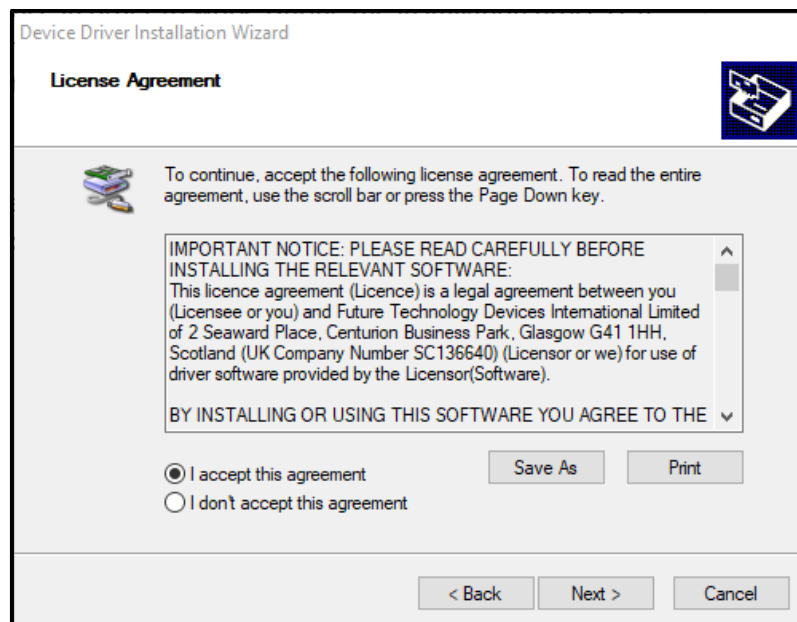 Device Driver Installation Wizard
License Agreement
To continue, accept the following license agreement. To read the entire
agreement, use the scroll bar or press the Page Down key.
IMPORTANT NOTICE: PLEASE READ CAREFULLY BEFORE
INSTALLING THE RELEVANT SOFTWARE:
This licence agreement (Licence) is a legal agreement between you
(Licensee or you) and Future Technology Devices International Limited
of 2 Seaward Place, Centurion Business Park, Glasgow G41 1HH,
Scotland (UK Company Number SC136640) (Licensor or we) for use of
driver software provided by the Licensor(Software).
BY INSTALLING OR USING THIS SOFTWARE YOU AGREE TO THE
I accept this agreement
Save As
Print
I don't accept this agreement
< Back
Next >
Cancel